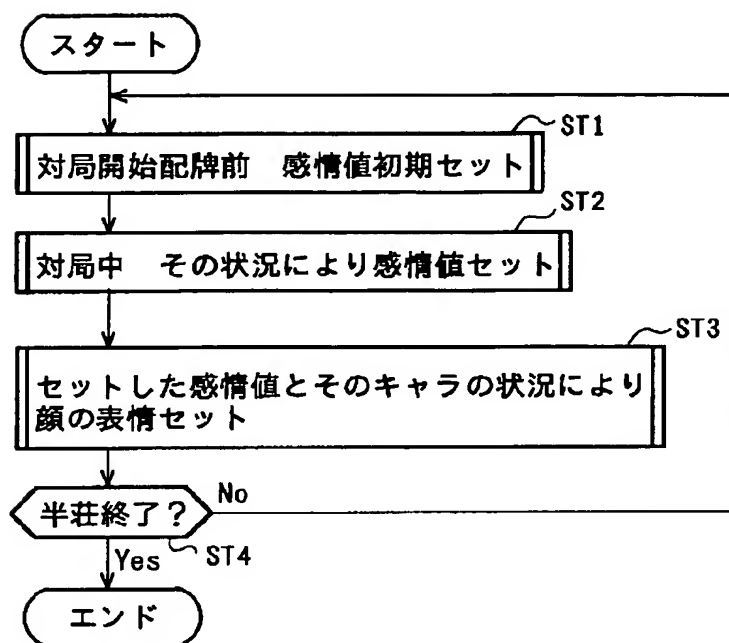 スタート
ST1
対局開始配牌前　感情値初期セット
ST2
対局中　その状況により感情値セット
ST3
セットした感情値とそのキャラの状況により
顔の表情セット
半荘終了？
No
Yes
ST4
エンド